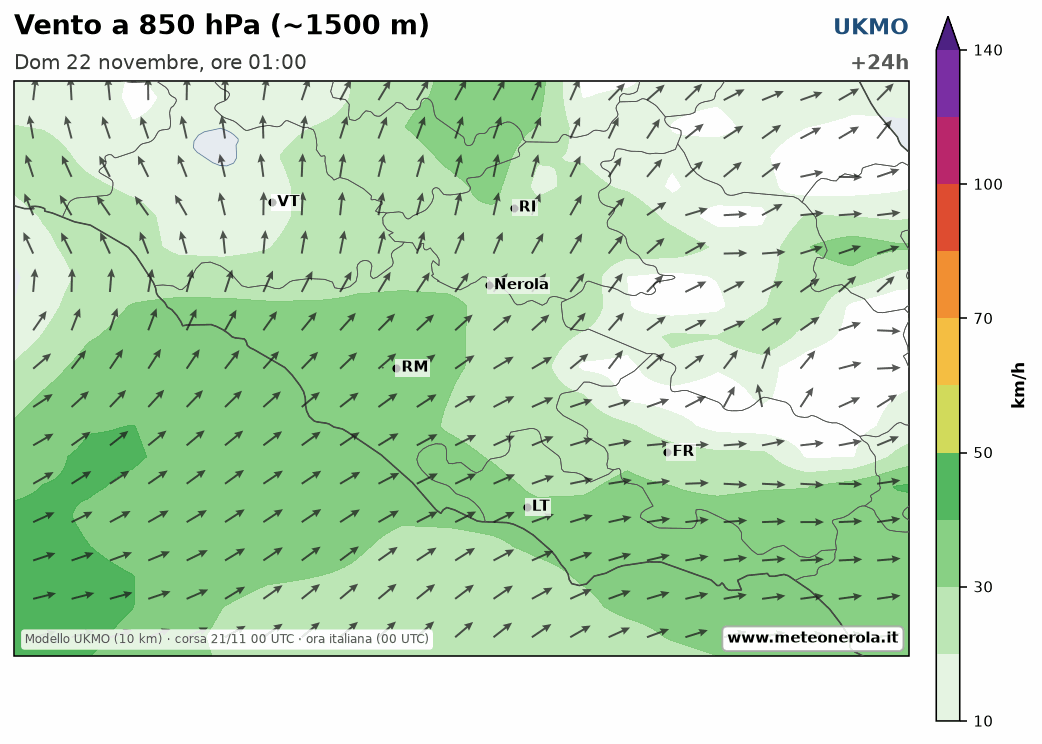 Vento a 850 hPa (~1500 m)
UKMO
Dom 22 novembre, ore 01:00
+24h
140
100
70
50
30
10
km/h
VT
RI
Nerola
RM
FR
LT
Modello UKMO (10 km) · corsa 21/11 00 UTC · ora italiana (00 UTC)
www.meteonerola.it